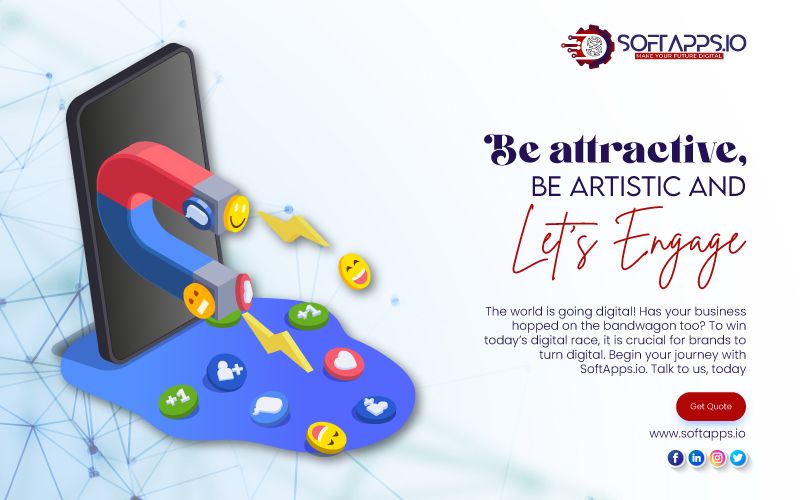 SOFTAPPS.IO
MAKE YOUR FUTURE DIGITAL
Be attractive,
BE ARTISTIC AND
Let's Engage
The world is going digital! Has your business
hopped on the bandwagon too? To win
today's digital race, it is crucial for brands to
turn digital. Begin your journey with
SoftApps.io. Talk to us, today
Get Quote
www.softapps.io
+1
+1